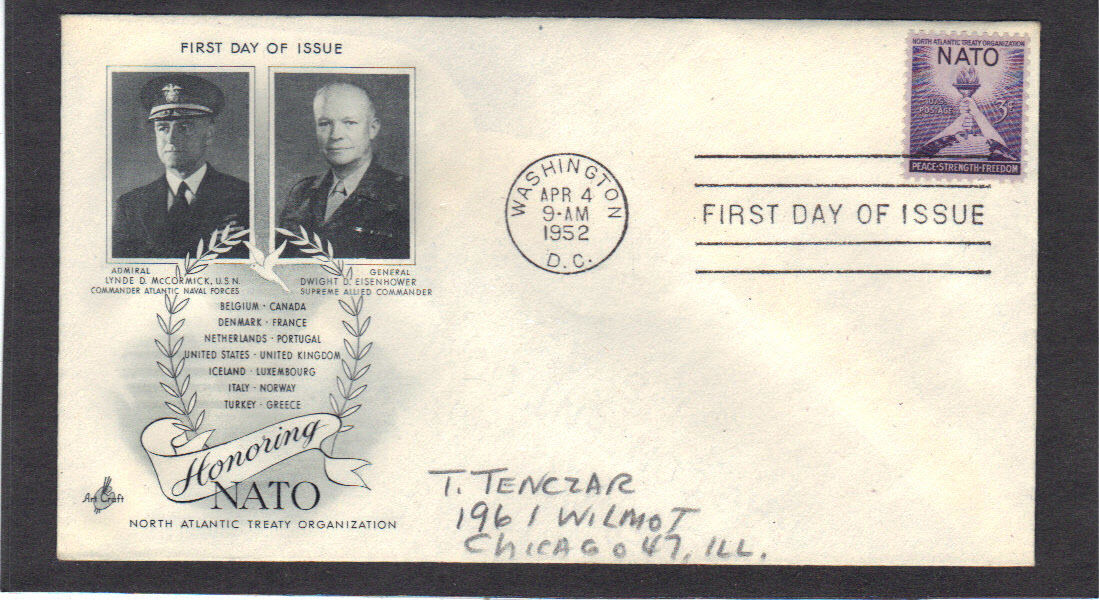 FIRST DAY OF ISSUE
ADMIRAL
LYNDE D. McCORMICK, U.S.N.
COMMANDER ATLANTIC NAVAL FORCES
GENERAL
DWIGHT D. EISENHOWER
SUPREME ALLIED COMMANDER
BELGIUM · CANADA
DENMARK · FRANCE
NETHERLANDS · PORTUGAL
UNITED STATES · UNITED KINGDOM
ICELAND · LUXEMBOURG
ITALY · NORWAY
TURKEY · GREECE
Honoring
NATO
NORTH ATLANTIC TREATY ORGANIZATION
Art Craft
WASHINGTON
APR 4
9-AM
1952
D.C.
FIRST DAY OF ISSUE
NORTH ATLANTIC TREATY ORGANIZATION
NATO
POSTAGE
3¢
PEACE·STRENGTH·FREEDOM
T. TENCZAR
1961 WILMOT
CHICAGO 47, ILL.